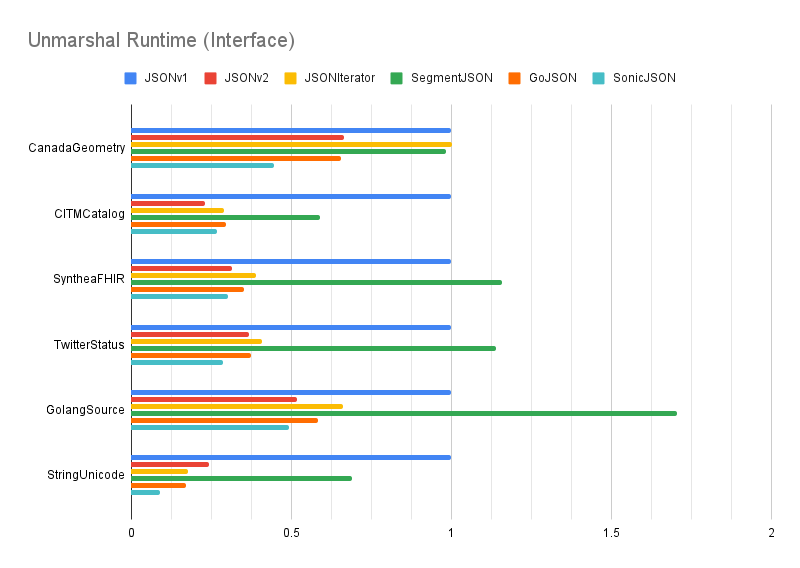 Unmarshal Runtime (Interface)
JSONv1 JSONv2 JSONIterator SegmentJSON GoJSON SonicJSON
CanadaGeometry
CITMCatalog
SyntheaFHIR
TwitterStatus
GolangSource
StringUnicode
0 0.5 1 1.5 2